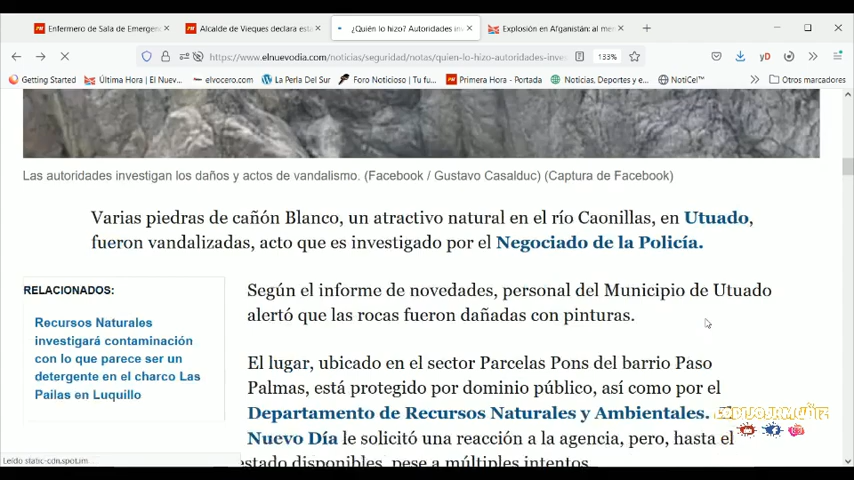 Enfermero de Sala de Emergenc
Alcalde de Vieques declara esta
¿Quién lo hizo? Autoridades in
Explosión en Afganistán: al me
https://www.elnuevodia.com/noticias/seguridad/notas/quien-lo-hizo-autoridades-inve
133%
Getting Started
Última Hora | El Nuev...
elvocero.com
La Perla Del Sur
Foro Noticioso | Tu fu...
Primera Hora - Portada
Noticias, Deportes y e...
NotiCel™
Otros marcadores
Las autoridades investigan los daños y actos de vandalismo. (Facebook / Gustavo Casalduc) (Captura de Facebook)
Varias piedras de cañón Blanco, un atractivo natural en el río Caonillas, en Utuado,
fueron vandalizadas, acto que es investigado por el Negociado de la Policía.
RELACIONADOS:
Recursos Naturales
investigará contaminación
con lo que parece ser un
detergente en el charco Las
Pailas en Luquillo
Según el informe de novedades, personal del Municipio de Utuado
alertó que las rocas fueron dañadas con pinturas.
El lugar, ubicado en el sector Parcelas Pons del barrio Paso
Palmas, está protegido por dominio público, así como por el
Departamento de Recursos Naturales y Ambientales.
Nuevo Día le solicitó una reacción a la agencia, pero, hasta el
estado disponibles, pese a múltiples intentos.
Leído static-cdn.spot.im